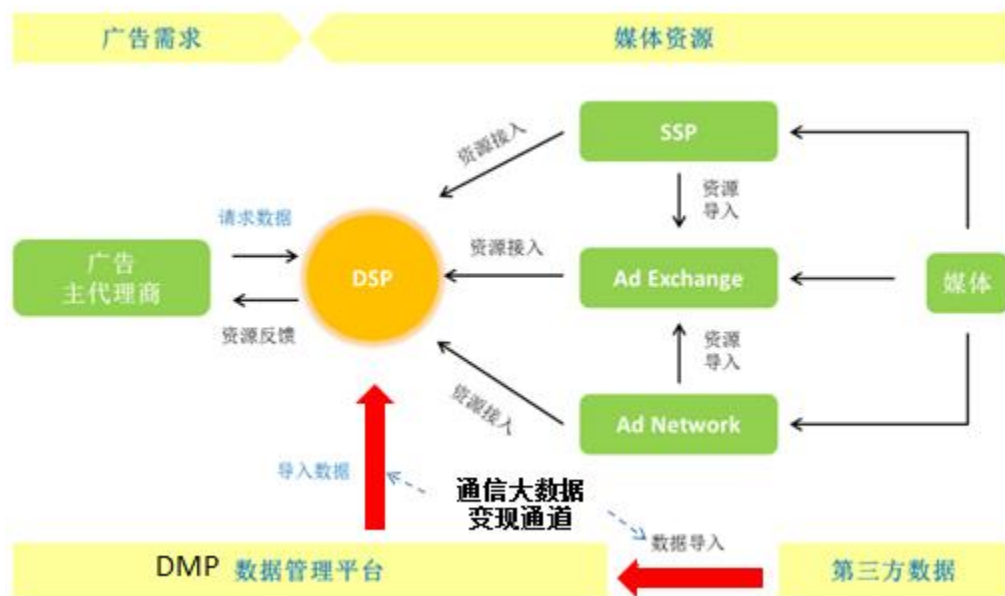 广告需求
媒体资源
SSP
资源接入
资源
导入
请求数据
广告
主代理商
DSP
资源接入
Ad Exchange
媒体
资源反馈
资源
导入
资源接入
Ad Network
导入数据
通信大数据
变现通道
数据导入
DMP 数据管理平台
第三方数据